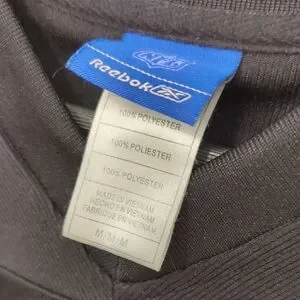 Reebok
100% POLYESTER
100% POLIESTER
100% POLYESTER
MADE IN VIETNAM
HECHO EN VIETNAM
FABRIQUE EN VIETNAM
M/M/M